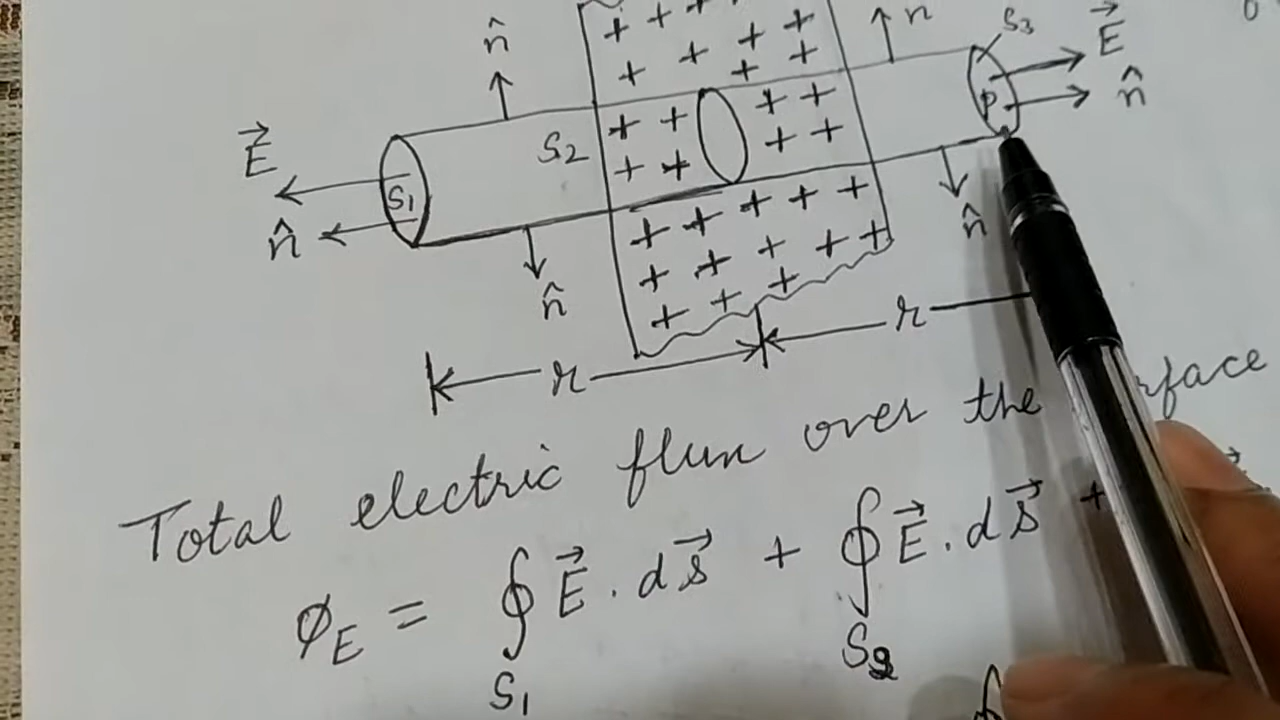 n̂
n
S3
E⃗
n̂
P
S2
E⃗
S1
n̂
n̂
n̂
r
r
Total electric flux over the
ϕE = ∮ E⃗ . ds⃗ + ∮ E⃗ . ds⃗ +
S1 S2